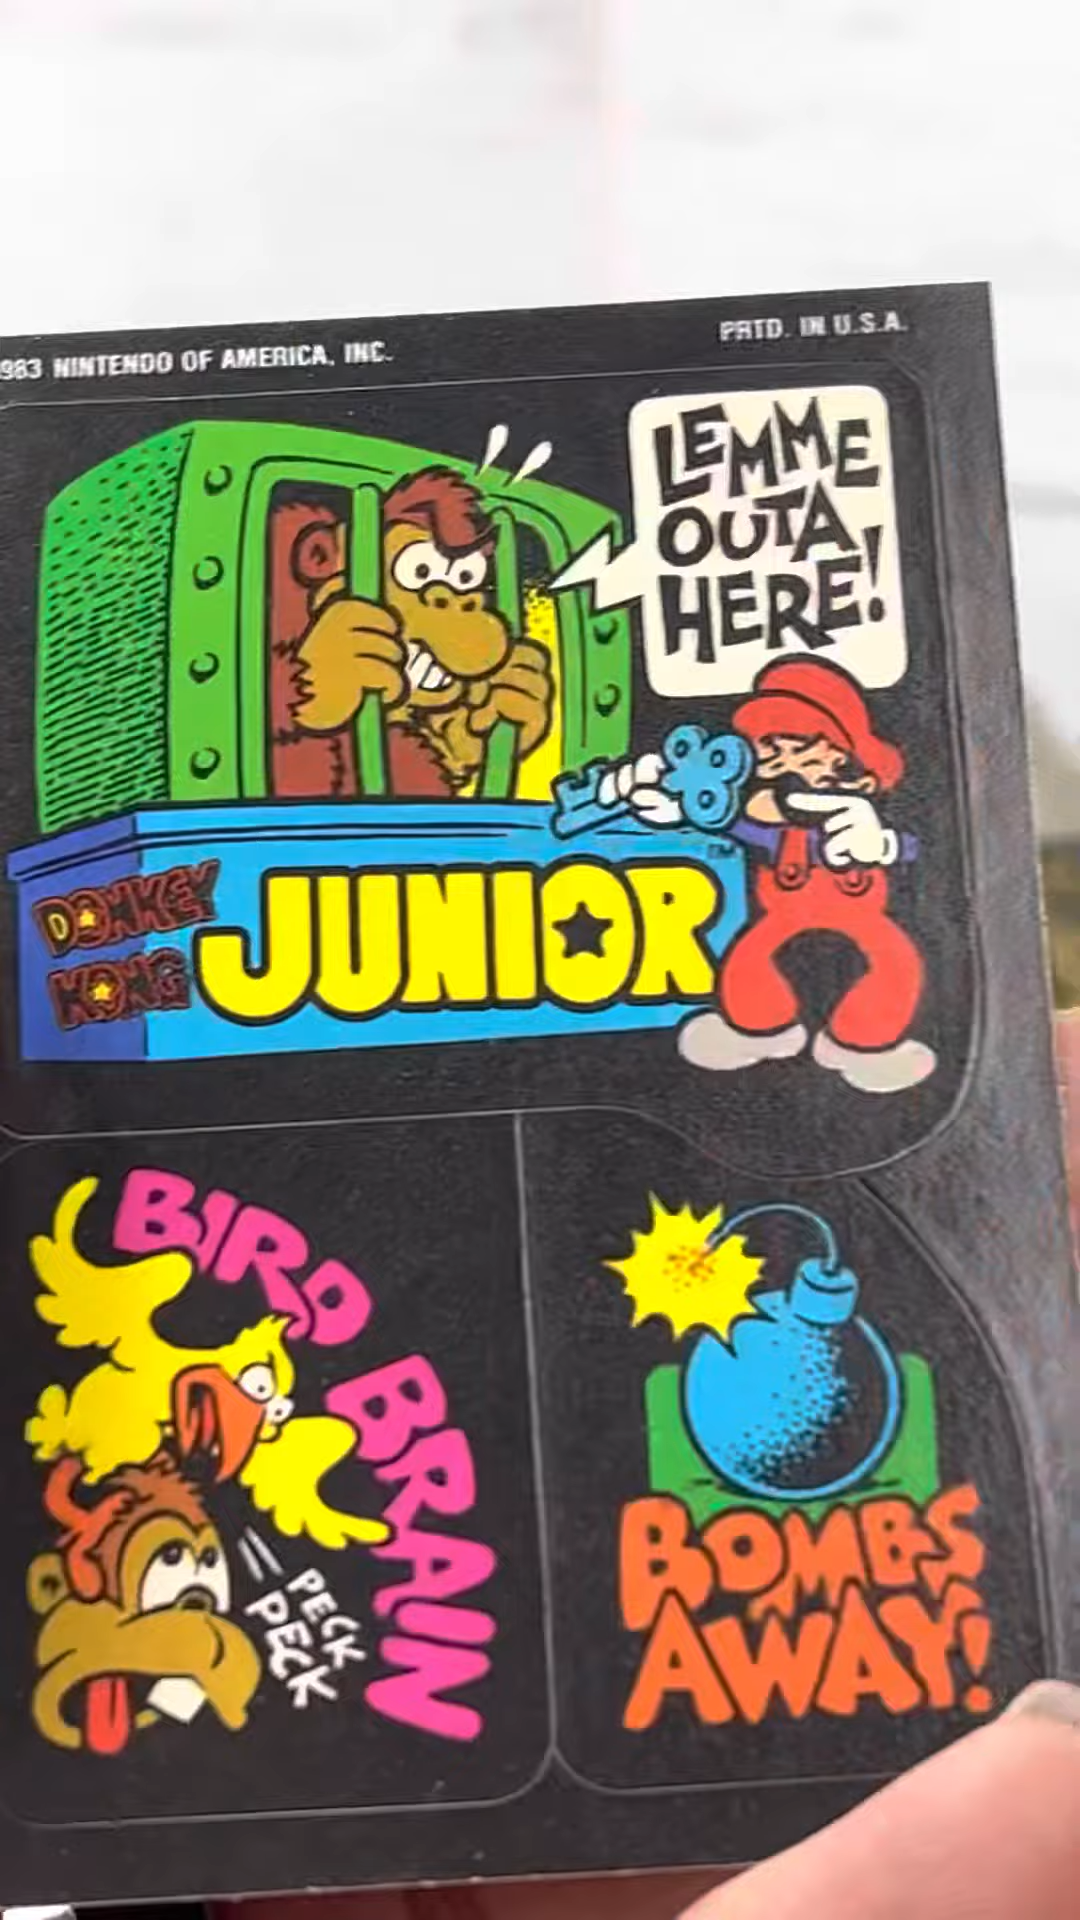 983 NINTENDO OF AMERICA, INC.
PRTD. IN U.S.A.
LEMME
OUTA
HERE!
DONKEY
KONG
JUNIOR
TM
BIRD
BRAIN
PECK
PECK
BOMBS
AWAY!